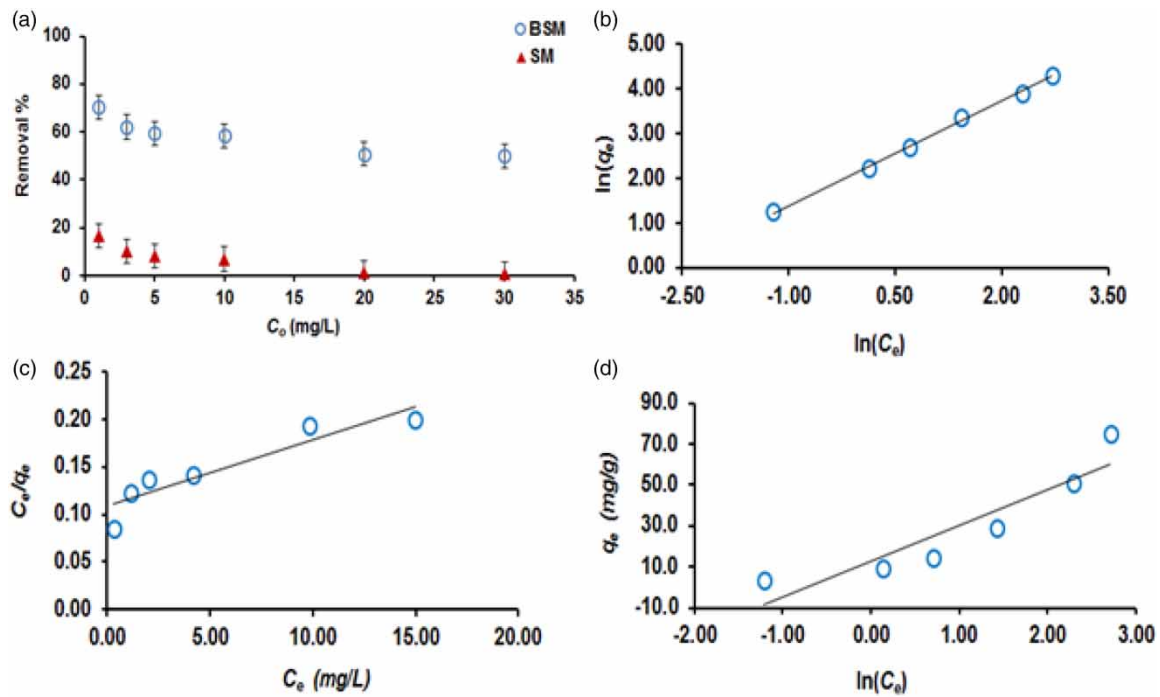 (a)
BSM
SM
100
80
60
40
20
0
Removal %
0 5 10 15 20 25 30 35
Co (mg/L)
(b)
5.00
4.00
3.00
2.00
1.00
0.00
ln(qe)
-2.50 -1.00 0.50 2.00 3.50
ln(Ce)
(c)
0.25
0.20
0.15
0.10
0.05
0.00
Ce/qe
0.00 5.00 10.00 15.00 20.00
Ce (mg/L)
(d)
90.0
70.0
50.0
30.0
10.0
-10.0
qe (mg/g)
-2.00 -1.00 0.00 1.00 2.00 3.00
ln(Ce)